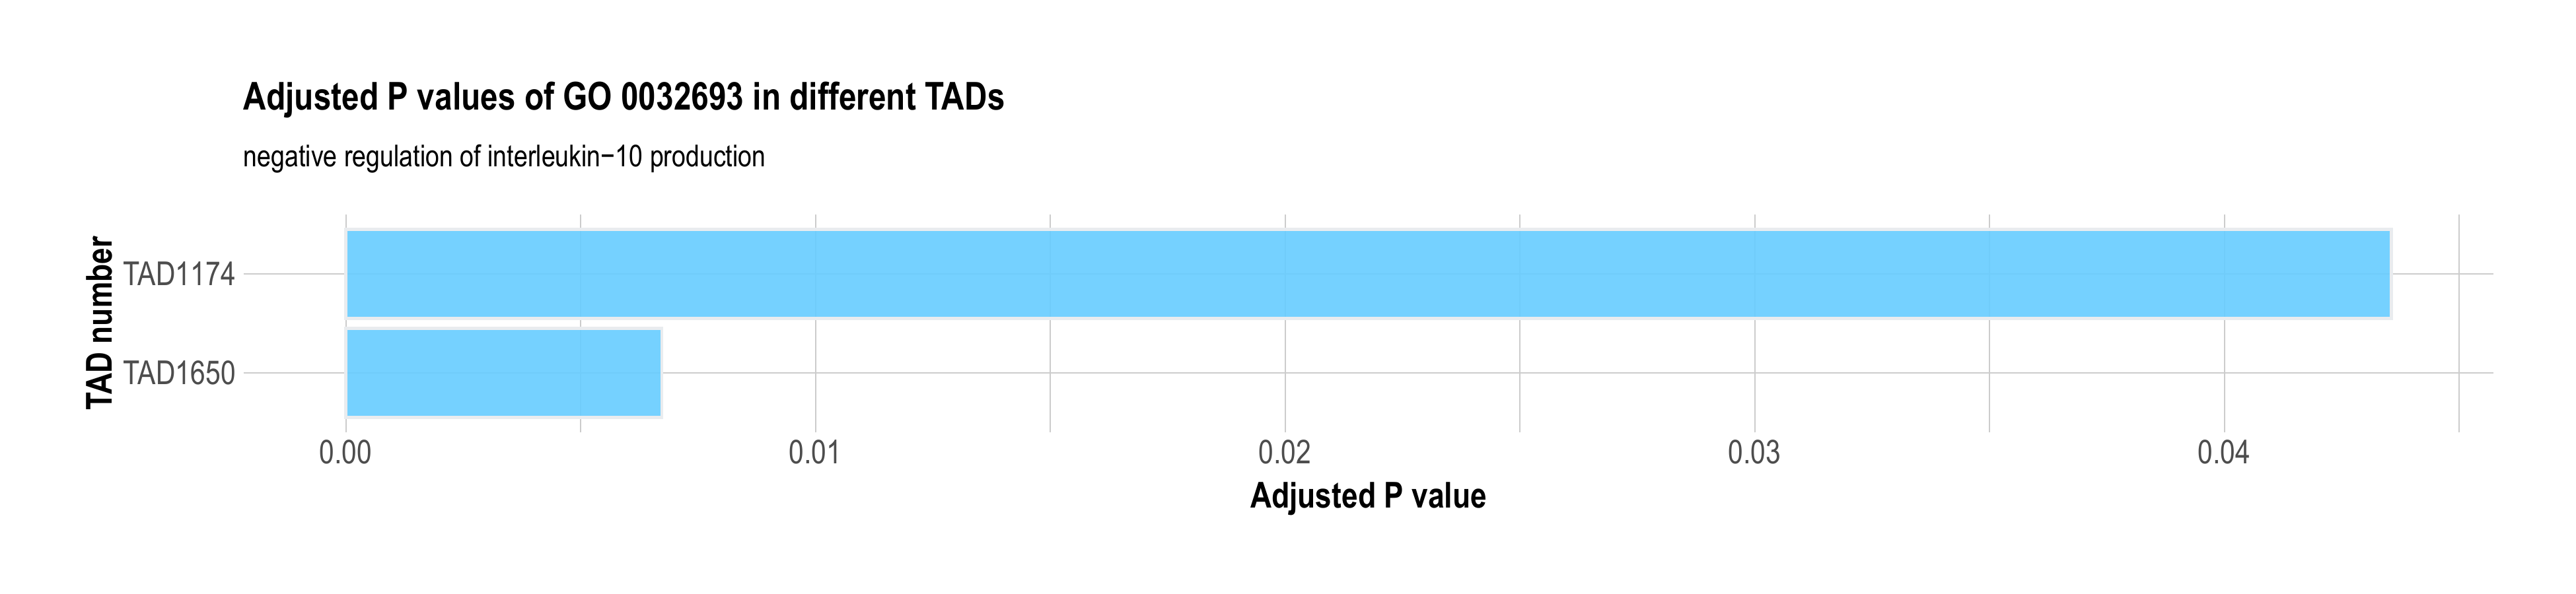 Adjusted P values of GO 0032693 in different TADs
negative regulation of interleukin−10 production
TAD number
TAD1174
TAD1650
0.00 0.01 0.02 0.03 0.04
Adjusted P value